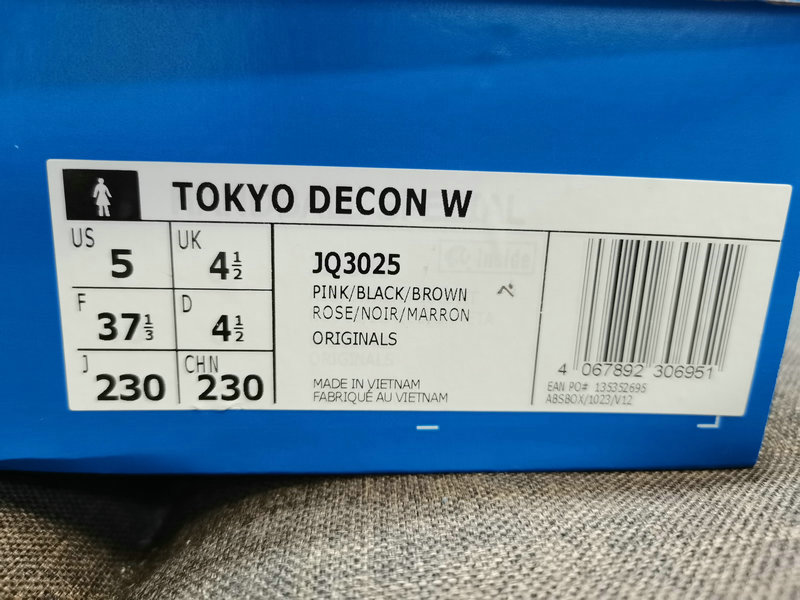 TOKYO DECON W
US 5
UK 4½
F 37⅓
D 4½
J 230
CHN 230
JQ3025
PINK/BLACK/BROWN
ROSE/NOIR/MARRON
ORIGINALS
ORIGINALS
MADE IN VIETNAM
FABRIQUÉ AU VIETNAM
4 067892 306951
EAN PO# 135352695
ABSBOX/1023/V12